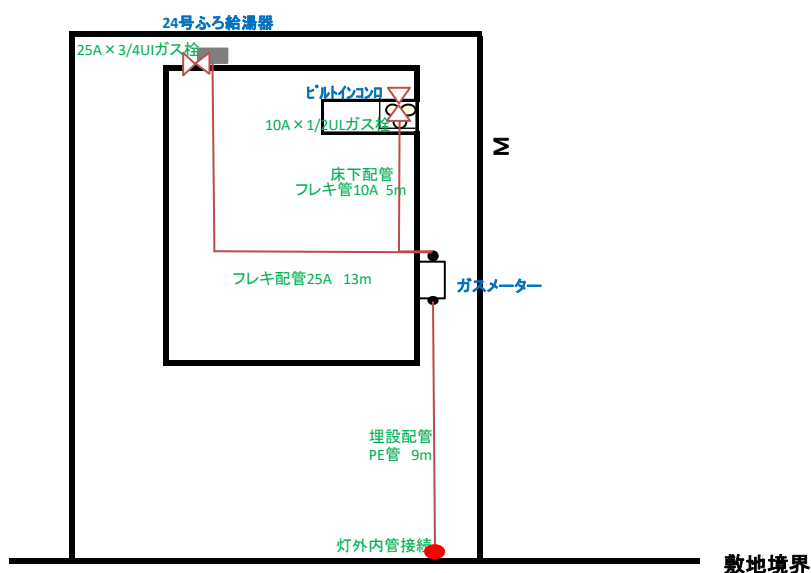 24号ふろ給湯器
25A×3/4UIガス栓
ﾋﾞﾙﾄインコンロ
10A×1/2ULガス栓
M
床下配管
フレキ管10A 5m
フレキ配管25A 13m
ガスメーター
埋設配管
PE管 9m
灯外内管接続
敷地境界